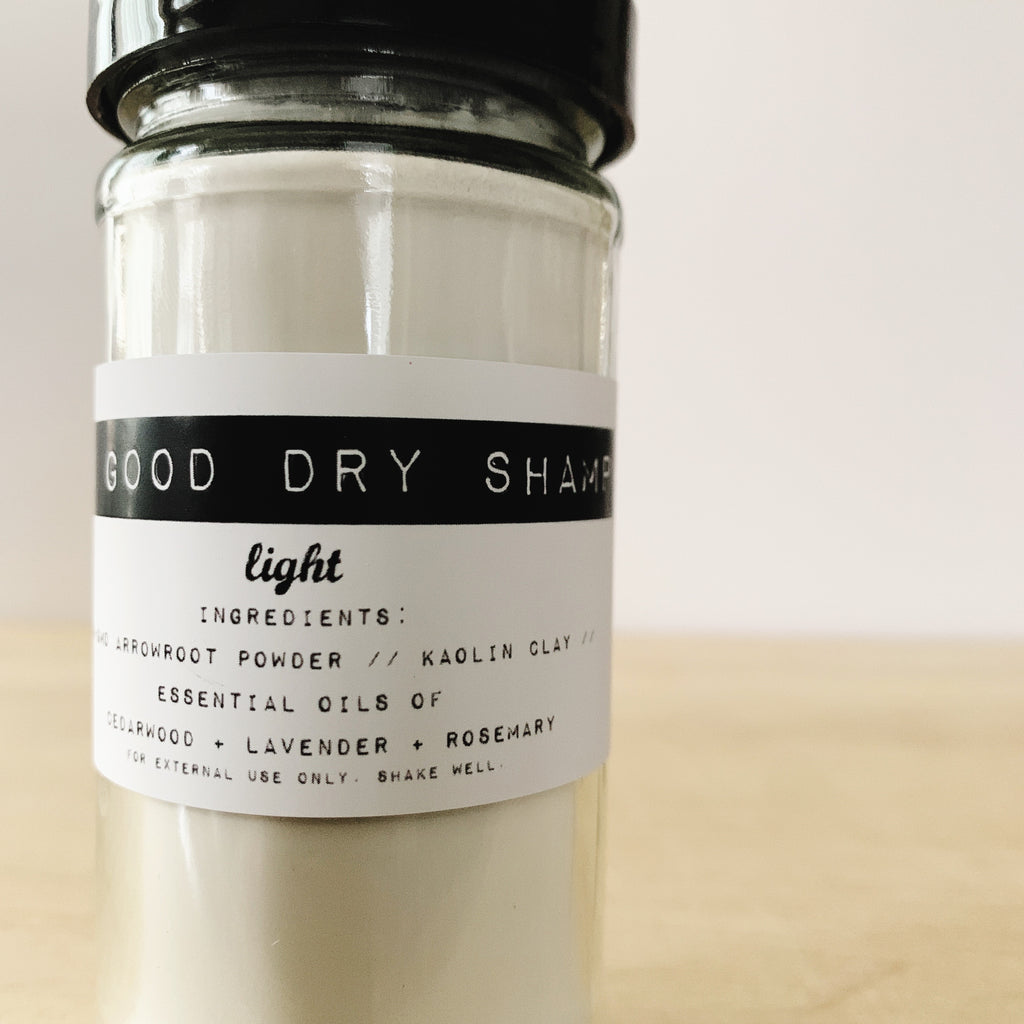 GOOD DRY SHAMP
light
INGREDIENTS:
ARROWROOT POWDER // KAOLIN CLAY //
ESSENTIAL OILS OF
CEDARWOOD + LAVENDER + ROSEMARY
FOR EXTERNAL USE ONLY. SHAKE WELL.